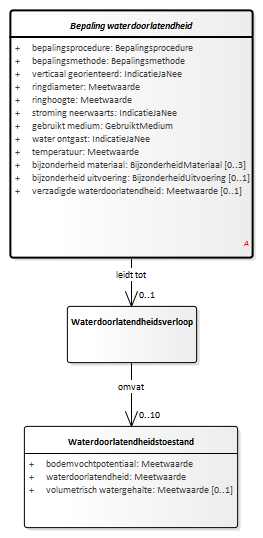 Bepaling waterdoorlatendheid
+ bepalingsprocedure: Bepalingsprocedure
+ bepalingsmethode: Bepalingsmethode
+ verticaal georienteerd: IndicatieJaNee
+ ringdiameter: Meetwaarde
+ ringhoogte: Meetwaarde
+ stroming neerwaarts: IndicatieJaNee
+ gebruikt medium: GebruiktMedium
+ water ontgast: IndicatieJaNee
+ temperatuur: Meetwaarde
+ bijzonderheid materiaal: BijzonderheidMateriaal [0..3]
+ bijzonderheid uitvoering: BijzonderheidUitvoering [0..1]
+ verzadigde waterdoorlatendheid: Meetwaarde [0..1]
A
leidt tot
0..1
Waterdoorlatendheidsverloop
omvat
0..10
Waterdoorlatendheidstoestand
+ bodemvochtpotentiaal: Meetwaarde
+ waterdoorlatendheid: Meetwaarde
+ volumetrisch watergehalte: Meetwaarde [0..1]